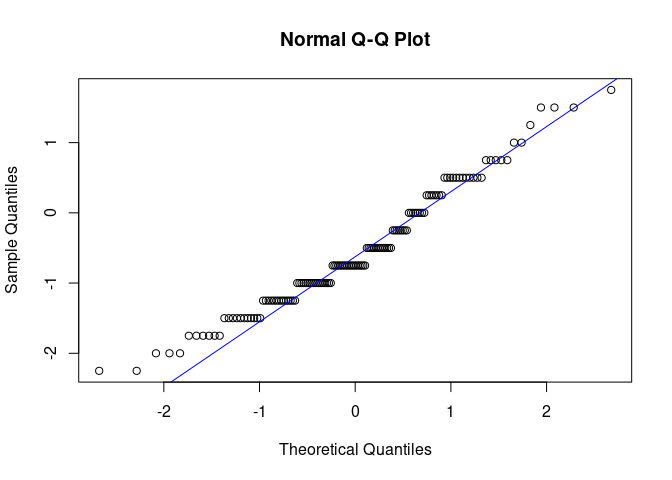 Normal Q-Q Plot
1
0
-1
-2
Sample Quantiles
-2 -1 0 1 2
Theoretical Quantiles